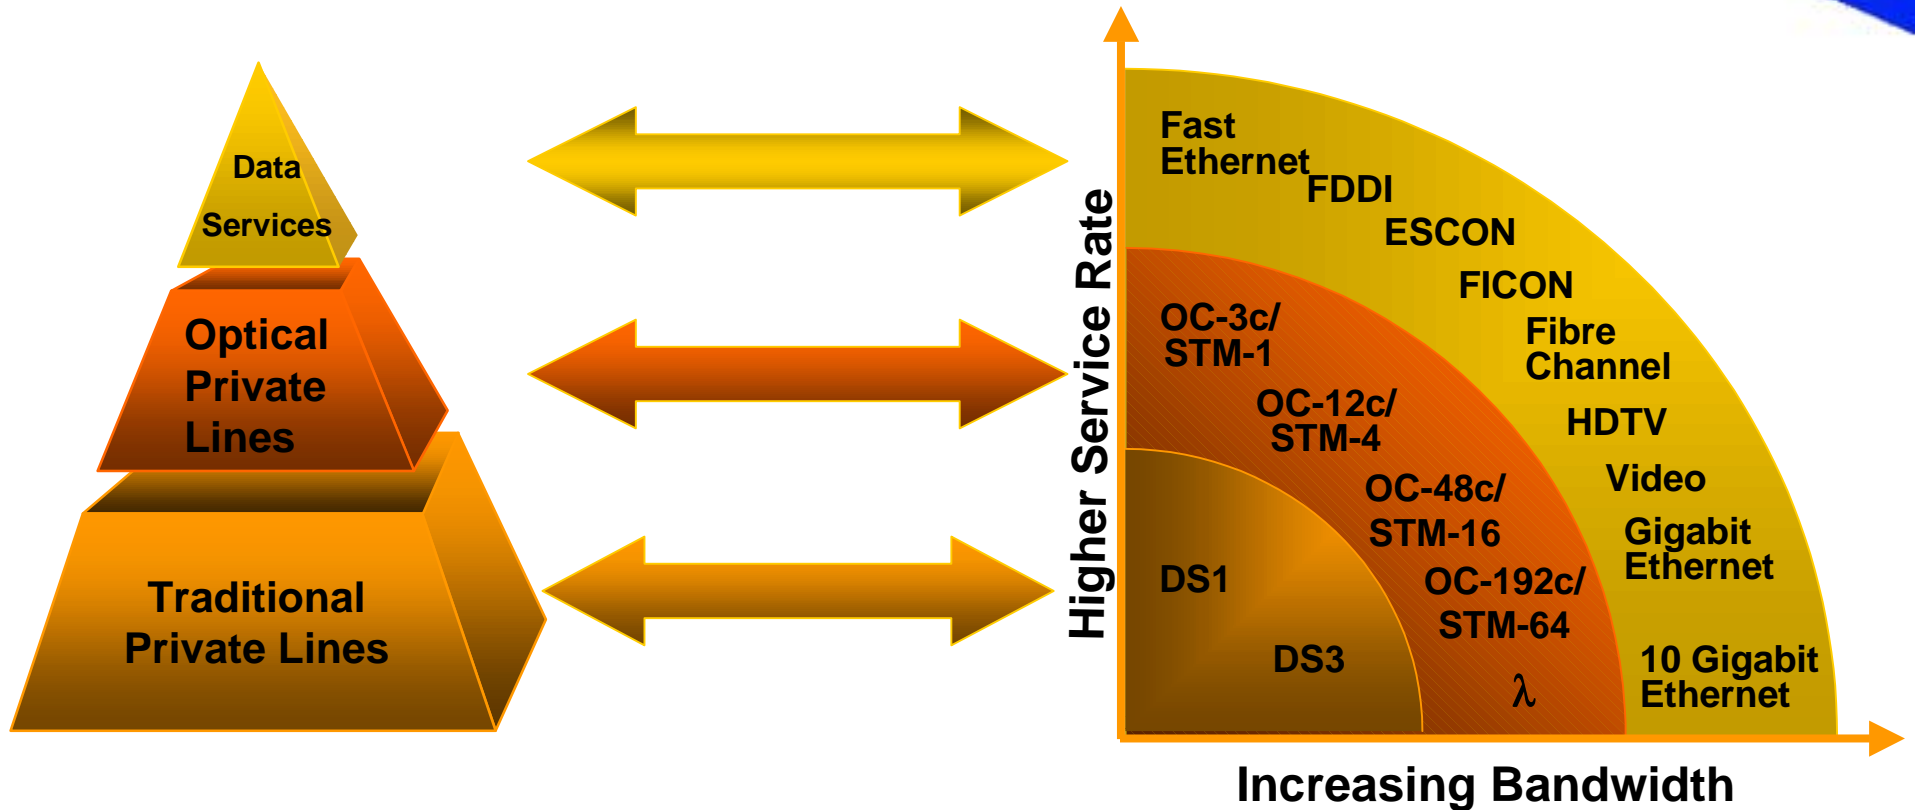 Data
Services
Optical
Private
Lines
Traditional
Private Lines
Higher Service Rate
Fast
Ethernet
FDDI
ESCON
FICON
Fibre
Channel
HDTV
Video
Gigabit
Ethernet
10 Gigabit
Ethernet
OC-3c/
STM-1
OC-12c/
STM-4
OC-48c/
STM-16
OC-192c/
STM-64
λ
DS1
DS3
Increasing Bandwidth